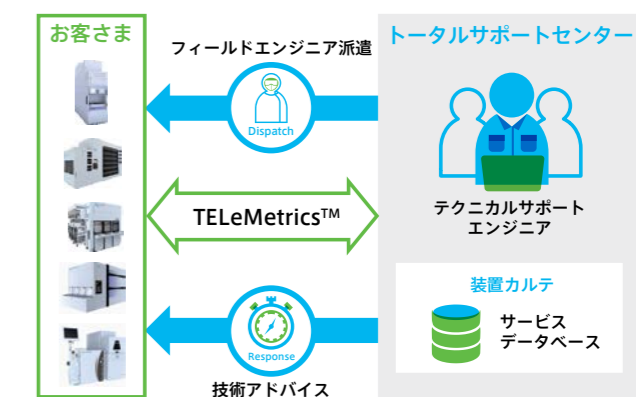 お客さま
フィールドエンジニア派遣
Dispatch
TELeMetrics™
Response
技術アドバイス
トータルサポートセンター
テクニカルサポート
エンジニア
装置カルテ
サービス
データベース